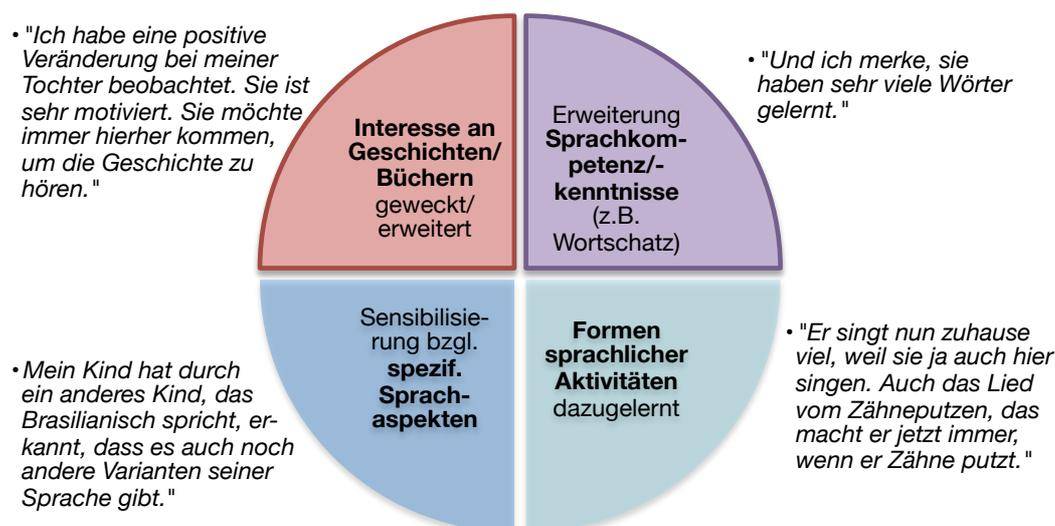 • "Ich habe eine positive
Veränderung bei meiner
Tochter beobachtet. Sie ist
sehr motiviert. Sie möchte
immer hierher kommen,
um die Geschichte zu
hören."
Interesse an
Geschichten/
Büchern
geweckt/
erweitert
Erweiterung
Sprachkom-
petenz/-
kenntnisse
(z.B.
Wortschatz)
• "Und ich merke, sie
haben sehr viele Wörter
gelernt."
• Mein Kind hat durch
ein anderes Kind, das
Brasilianisch spricht, er-
kannt, dass es auch noch
andere Varianten seiner
Sprache gibt."
Sensibilisie-
rung bzgl.
spezif.
Sprach-
aspekten
Formen
sprachlicher
Aktivitäten
dazugelernt
• "Er singt nun zuhause
viel, weil sie ja auch hier
singen. Auch das Lied
vom Zähneputzen, das
macht er jetzt immer,
wenn er Zähne putzt."